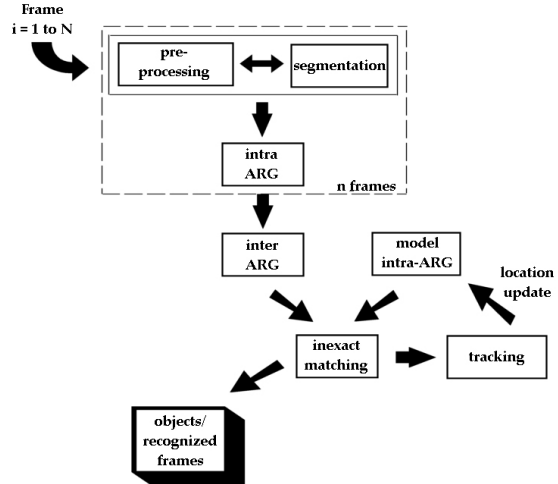 Frame
i = 1 to N
pre-
processing
segmentation
intra
ARG
n frames
inter
ARG
model
intra-ARG
location
update
inexact
matching
tracking
objects/
recognized
frames